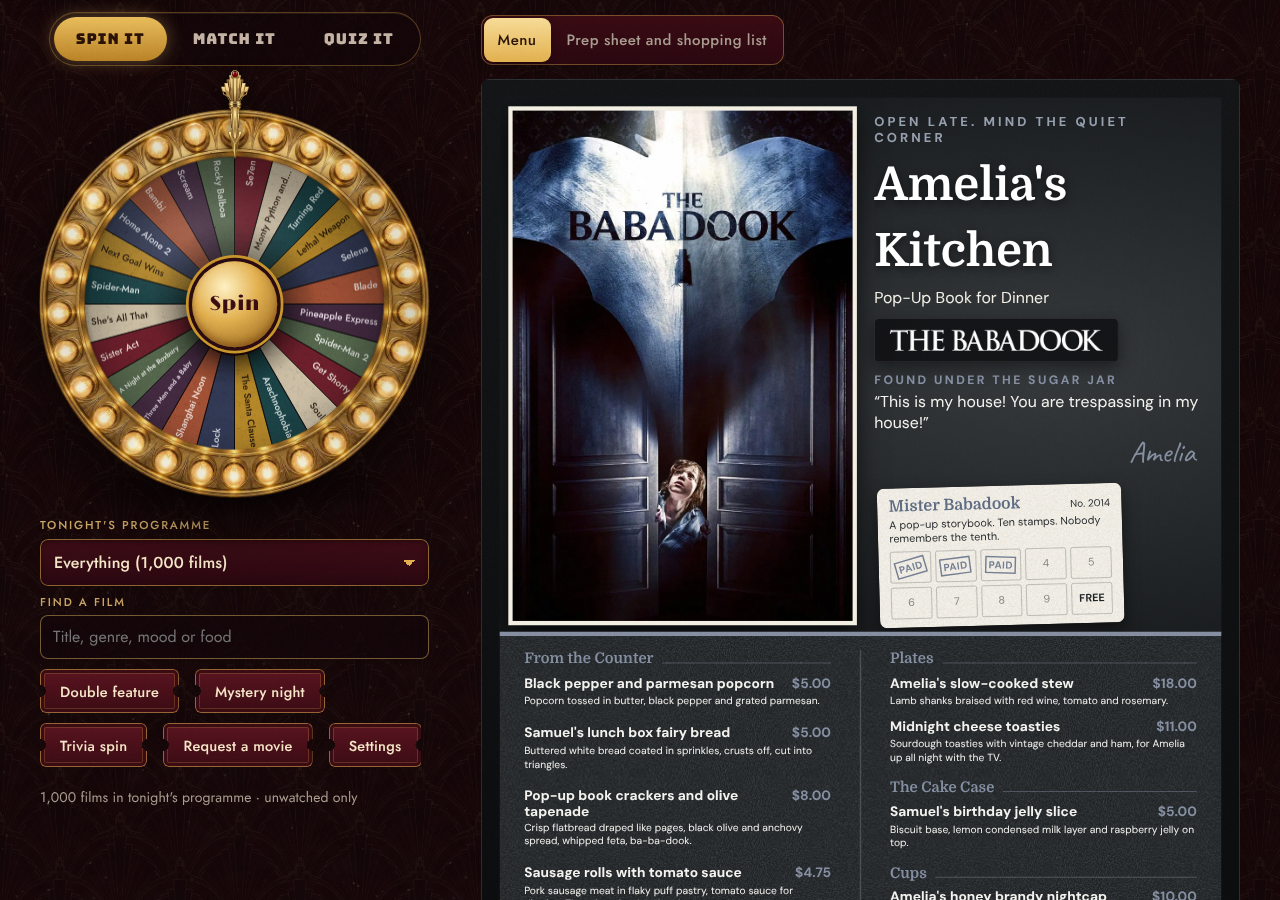 SPIN IT
MATCH IT
QUIZ IT
Menu
Prep sheet and shopping list
Rocky Balboa
Se7en
Monty Python and...
Turning Red
Lethal Weapon
Selena
Blade
Pineapple Express
Spider-Man 2
Get Shorty
Soul
Arachnophobia
The Santa Clause
Lock
Shanghai Noon
Three Men and a Baby
A Night at the Roxbury
Sister Act
She's All That
Spider-Man
Next Goal Wins
Home Alone 2
Bambi
Scream
Spin
TONIGHT'S PROGRAMME
Everything (1,000 films)
FIND A FILM
Title, genre, mood or food
Double feature
Mystery night
Trivia spin
Request a movie
Settings
1,000 films in tonight's programme · unwatched only
THE
BABADOOK
OPEN LATE. MIND THE QUIET
CORNER
Amelia's
Kitchen
Pop-Up Book for Dinner
THE BABADOOK
FOUND UNDER THE SUGAR JAR
“This is my house! You are trespassing in my
house!”
Amelia
Mister Babadook No. 2014
A pop-up storybook. Ten stamps. Nobody
remembers the tenth.
PAID PAID PAID 4 5
6 7 8 9 FREE
From the Counter
Black pepper and parmesan popcorn $5.00
Popcorn tossed in butter, black pepper and grated parmesan.
Samuel's lunch box fairy bread $5.00
Buttered white bread coated in sprinkles, crusts off, cut into
triangles.
Pop-up book crackers and olive $8.00
tapenade
Crisp flatbread draped like pages, black olive and anchovy
spread, whipped feta, ba-ba-dook.
Sausage rolls with tomato sauce $4.75
Pork sausage meat in flaky puff pastry, tomato sauce for
Plates
Amelia's slow-cooked stew $18.00
Lamb shanks braised with red wine, tomato and rosemary.
Midnight cheese toasties $11.00
Sourdough toasties with vintage cheddar and ham, for Amelia
up all night with the TV.
The Cake Case
Samuel's birthday jelly slice $5.00
Biscuit base, lemon condensed milk layer and raspberry jelly on
top.
Cups
Amelia's honey brandy nightcap $10.00